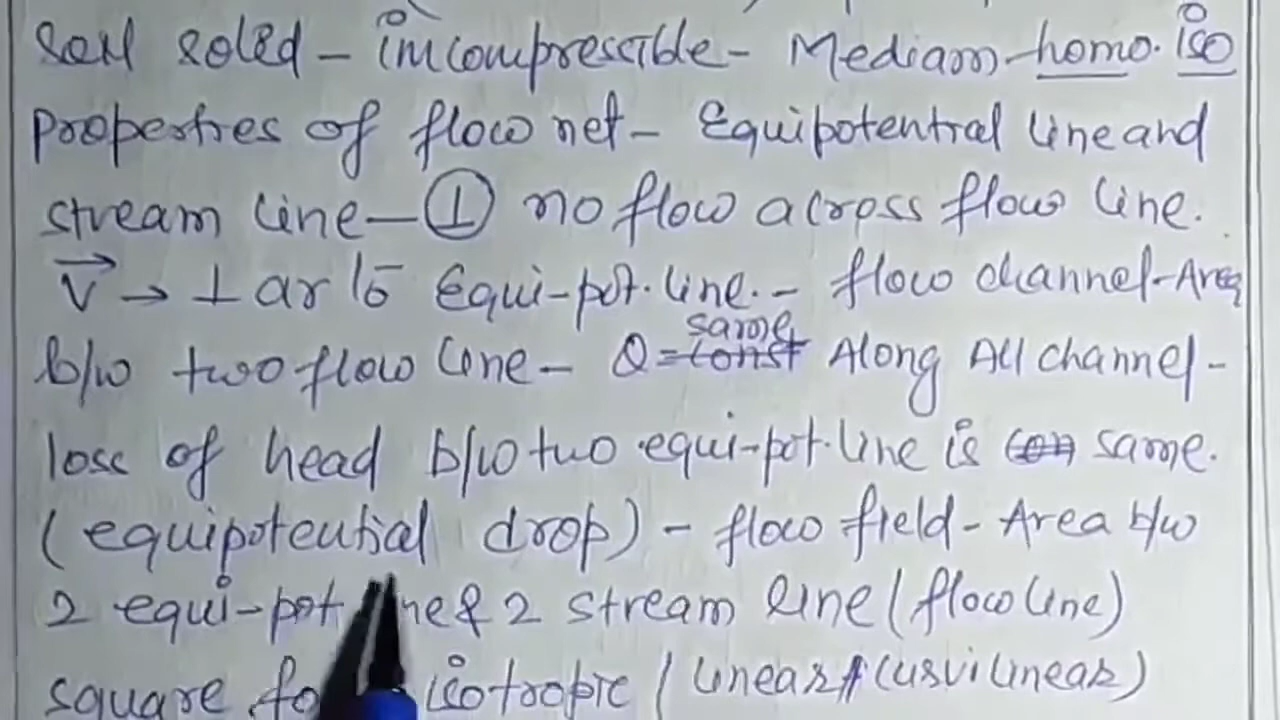 Soil solid - incompressible - Mediam homo. iso
properties of flow net - Equipotential line and
stream line - ⊥ no flow across flow line.
V → ⊥ar to Equi-pot. line. - flow channel - Area
b/w two flow line - Q = const same Along All channel -
loss of head b/w two equi-pot. line is same.
(equipotential drop) - flow field - Area b/w
2 equi-pot & 2 stream line (flow line)
square isotropic / linear (curvilinear)